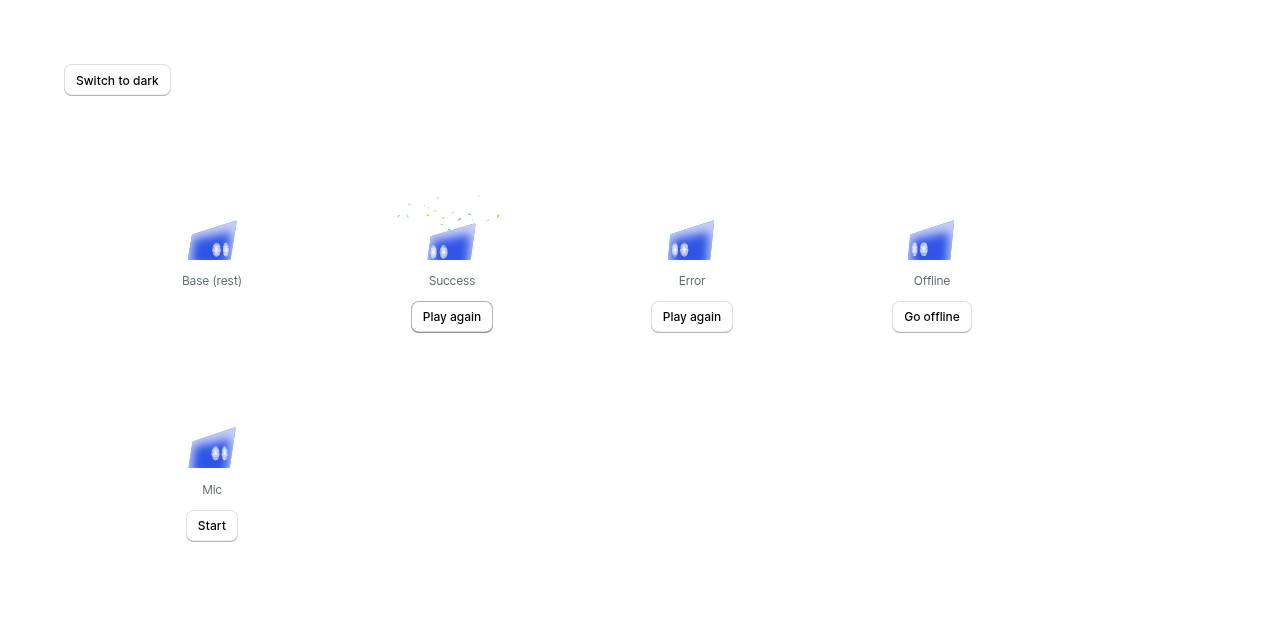 Switch to dark
Base (rest)
Success
Error
Offline
Play again
Play again
Go offline
Mic
Start